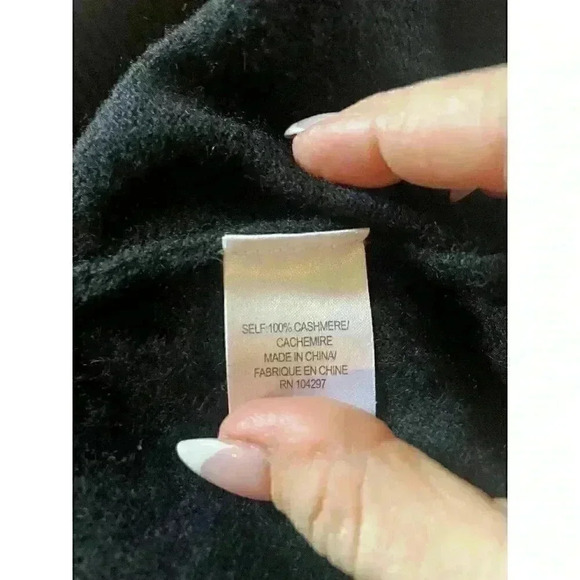 SELF:100% CASHMERE/
CACHEMIRE
MADE IN CHINA/
FABRIQUE EN CHINE
RN 104297